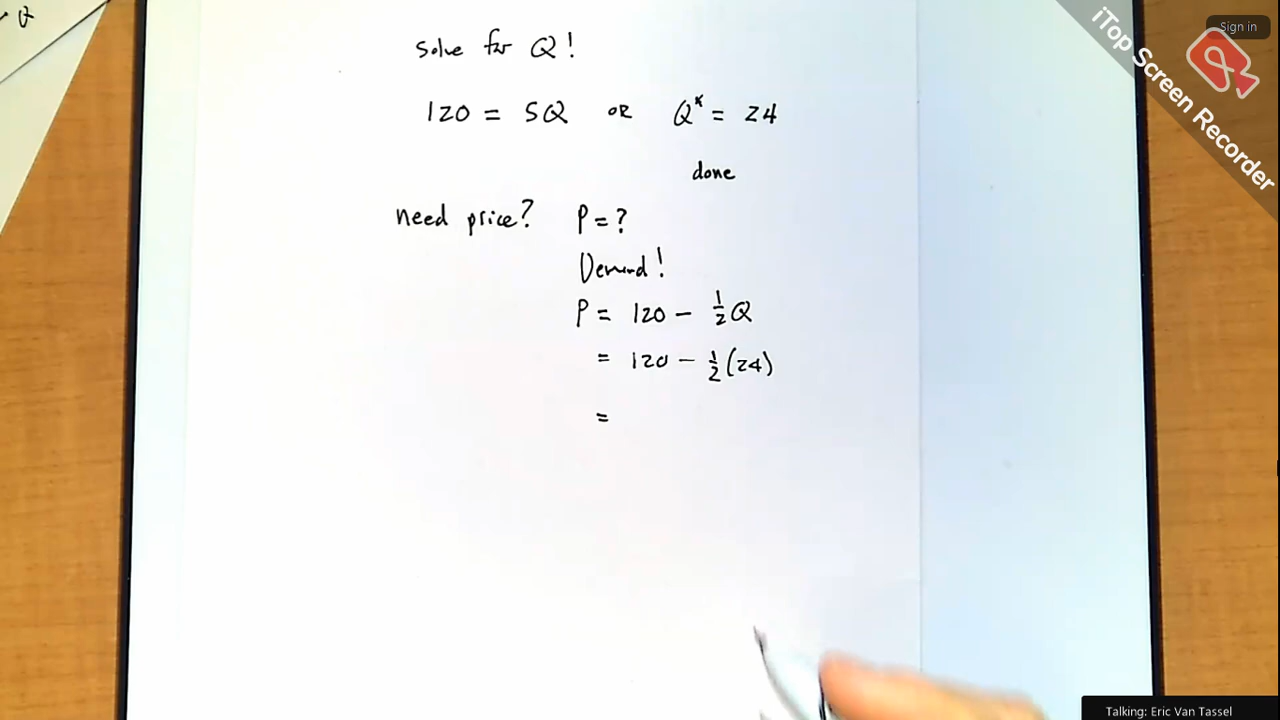 Q
Sign in
iTop Screen Recorder
Solve for Q!
120 = 5Q OR Q* = 24
done
need price? P = ?
Demand!
P = 120 - 1/2 Q
= 120 - 1/2 (24)
=
Talking: Eric Van Tassel